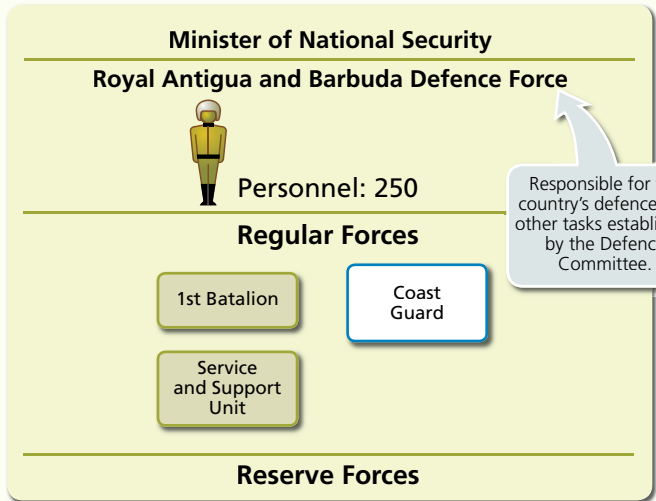 Minister of National Security
Royal Antigua and Barbuda Defence Force
Personnel: 250
Responsible for
country's defence
other tasks
by the
Committee.
Regular Forces
1st Batalion
Coast
Guard
Service
and Support
Unit
Reserve Forces